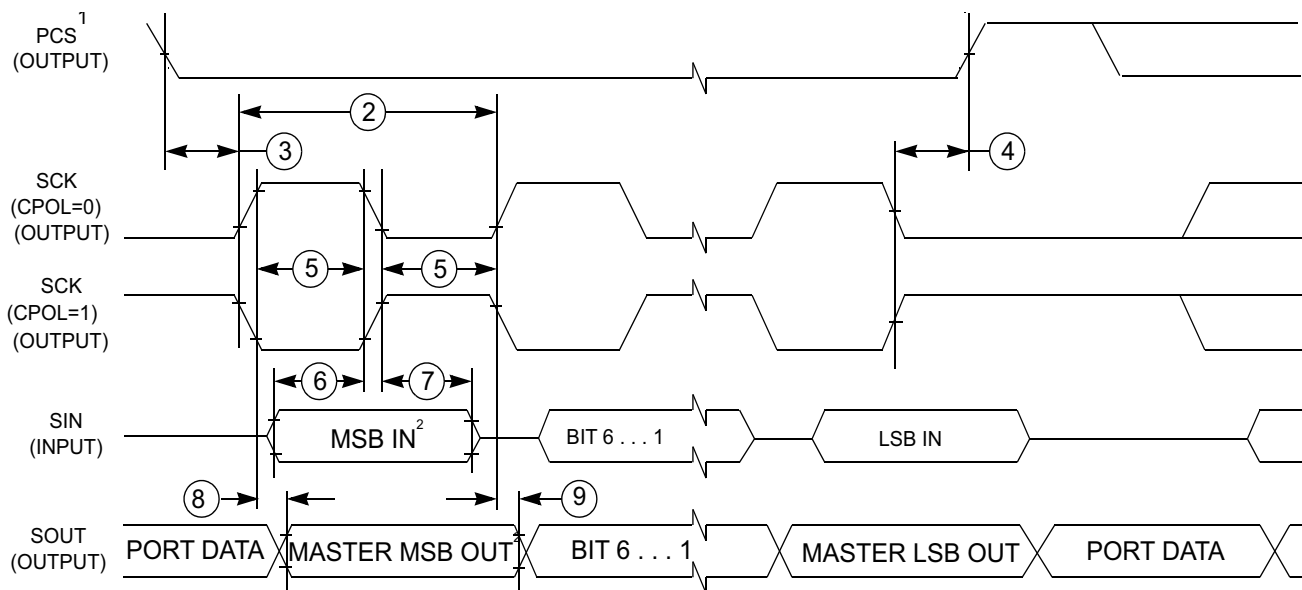 PCS 1
(OUTPUT)
2
3
4
SCK
(CPOL=0)
(OUTPUT)
5
5
SCK
(CPOL=1)
(OUTPUT)
6
7
SIN
(INPUT)
MSB IN2
BIT 6 . . . 1
LSB IN
8
9
SOUT
(OUTPUT)
PORT DATA
MASTER MSB OUT2
BIT 6 . . . 1
MASTER LSB OUT
PORT DATA